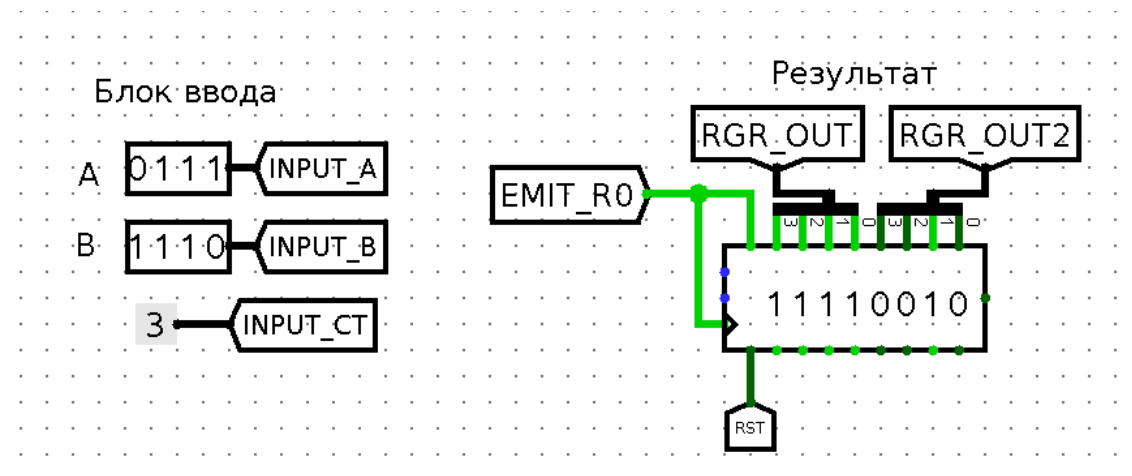 Блок ввода
A 0111 INPUT_A
B 1110 INPUT_B
3 INPUT_CT
Результат
RGR_OUT RGR_OUT2
EMIT_R0
3 2 1 0 3 2 1 0
11110010
RST